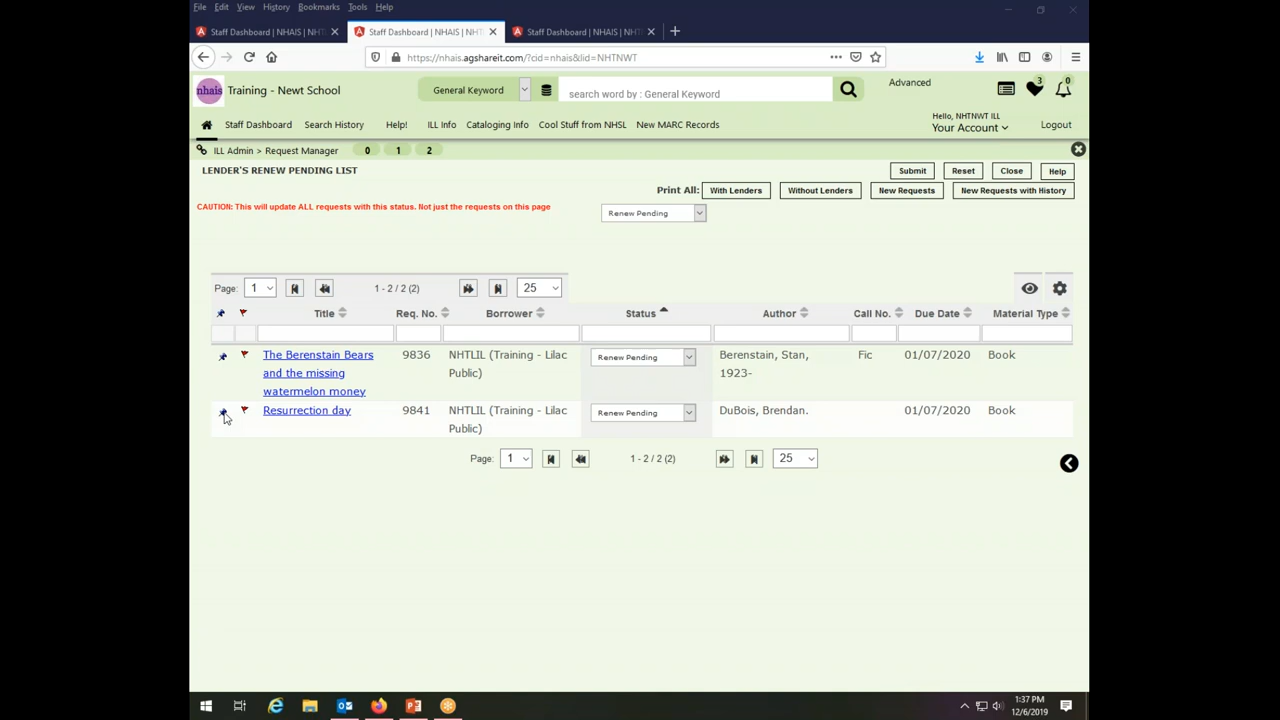 File Edit View History Bookmarks Tools Help
Staff Dashboard | NHAIS | NHT Staff Dashboard | NHAIS | NHT Staff Dashboard | NHAIS | NHT
https://nhais.agshareit.com/?cid=nhais&lid=NHTNWT
nhais Training - Newt School General Keyword search word by : General Keyword Advanced 3 0
Hello, NHTNWT ILL
Staff Dashboard Search History Help! ILL Info Cataloging Info Cool Stuff from NHSL New MARC Records Your Account Logout
ILL Admin > Request Manager 0 1 2
LENDER'S RENEW PENDING LIST Submit Reset Close Help
Print All: With Lenders Without Lenders New Requests New Requests with History
CAUTION: This will update ALL requests with this status. Not just the requests on this page Renew Pending
Page: 1 1 - 2 / 2 (2) 25
Title Req. No. Borrower Status Author Call No. Due Date Material Type
The Berenstain Bears 9836 NHTLIL (Training - Lilac Renew Pending Berenstain, Stan, Fic 01/07/2020 Book
and the missing Public) 1923-
watermelon money
Resurrection day 9841 NHTLIL (Training - Lilac Renew Pending DuBois, Brendan. 01/07/2020 Book
Public)
Page: 1 1 - 2 / 2 (2) 25
1:37 PM
12/6/2019